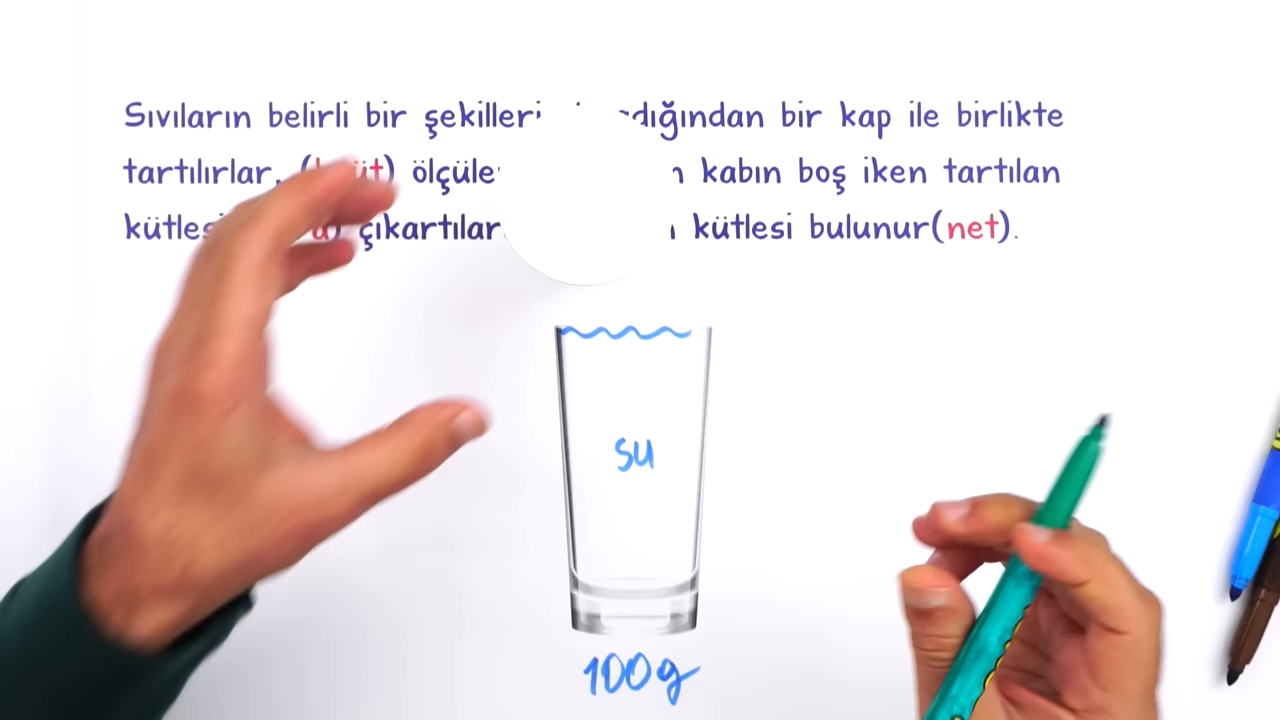 Sıvıların belirli bir şekilleri dığından bir kap ile birlikte
tartılırlar. ölçüle kabın boş iken tartılan
çıkartılar kütlesi bulunur(net).
su
100g